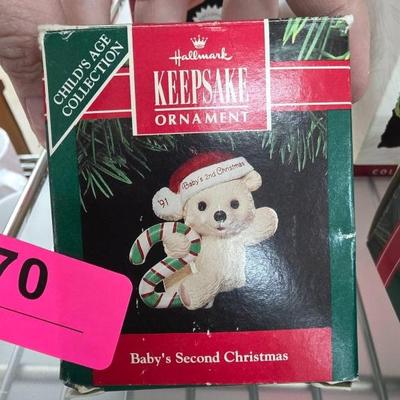 CHILD'S AGE
COLLECTION
Hallmark
KEEPSAKE
ORNAMENT
Baby's 2nd Christmas
'91
70
Baby's Second Christmas